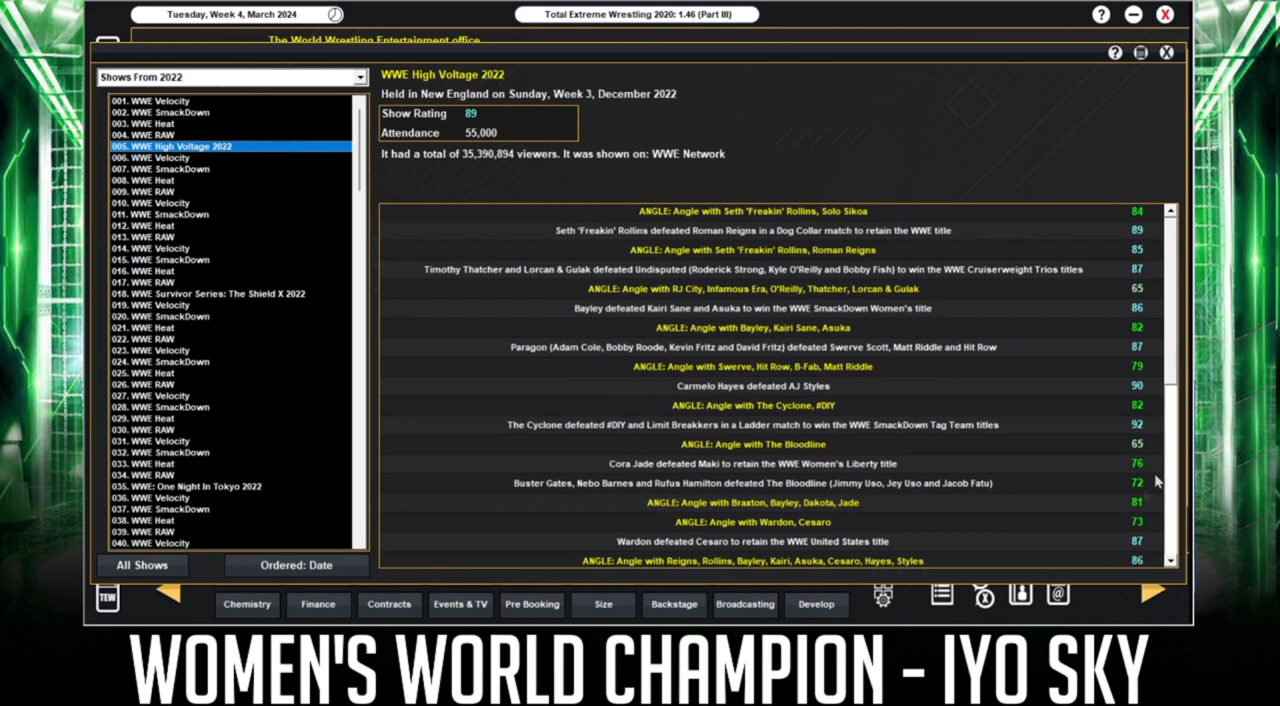 Tuesday, Week 4, March 2024
Total Extreme Wrestling 2020: 1.46 (Part III)
? X
The World Wrestling Entertainment office
? X
Shows From 2022
001. WWE Velocity
002. WWE SmackDown
003. WWE Heat
004. WWE RAW
005. WWE High Voltage 2022
006. WWE Velocity
007. WWE SmackDown
008. WWE Heat
009. WWE RAW
010. WWE Velocity
011. WWE SmackDown
012. WWE Heat
013. WWE RAW
014. WWE Velocity
015. WWE SmackDown
016. WWE Heat
017. WWE RAW
018. WWE Survivor Series: The Shield X 2022
019. WWE Velocity
020. WWE SmackDown
021. WWE Heat
022. WWE RAW
023. WWE Velocity
024. WWE SmackDown
025. WWE Heat
026. WWE RAW
027. WWE Velocity
028. WWE SmackDown
029. WWE Heat
030. WWE RAW
031. WWE Velocity
032. WWE SmackDown
033. WWE Heat
034. WWE RAW
035. WWE: One Night In Tokyo 2022
036. WWE Velocity
037. WWE SmackDown
038. WWE Heat
039. WWE RAW
040. WWE Velocity
All Shows
Ordered: Date
WWE High Voltage 2022
Held in New England on Sunday, Week 3, December 2022
Show Rating 89
Attendance 55,000
It had a total of 35,390,894 viewers. It was shown on: WWE Network
ANGLE: Angle with Seth 'Freakin' Rollins, Solo Sikoa 84
Seth 'Freakin' Rollins defeated Roman Reigns in a Dog Collar match to retain the WWE title 89
ANGLE: Angle with Seth 'Freakin' Rollins, Roman Reigns 85
Timothy Thatcher and Lorcan & Gulak defeated Undisputed (Roderick Strong, Kyle O'Reilly and Bobby Fish) to win the WWE Cruiserweight Trios titles 87
ANGLE: Angle with RJ City, Infamous Era, O'Reilly, Thatcher, Lorcan & Gulak 65
Bayley defeated Kairi Sane and Asuka to win the WWE SmackDown Women's title 86
ANGLE: Angle with Bayley, Kairi Sane, Asuka 82
Paragon (Adam Cole, Bobby Roode, Kevin Fritz and David Fritz) defeated Swerve Scott, Matt Riddle and Hit Row 87
ANGLE: Angle with Swerve, Hit Row, B-Fab, Matt Riddle 79
Carmelo Hayes defeated AJ Styles 90
ANGLE: Angle with The Cyclone, #DIY 82
The Cyclone defeated #DIY and Limit Breakkers in a Ladder match to win the WWE SmackDown Tag Team titles 92
ANGLE: Angle with The Bloodline 65
Cora Jade defeated Maki to retain the WWE Women's Liberty title 76
Buster Gates, Nebo Barnes and Rufus Hamilton defeated The Bloodline (Jimmy Uso, Jey Uso and Jacob Fatu) 72
ANGLE: Angle with Braxton, Bayley, Dakota, Jade 81
ANGLE: Angle with Wardon, Cesaro 73
Wardon defeated Cesaro to retain the WWE United States title 87
ANGLE: Angle with Reigns, Rollins, Bayley, Kairi, Asuka, Cesaro, Hayes, Styles 86
TEW
Chemistry
Finance
Contracts
Events & TV
Pre Booking
Size
Backstage
Broadcasting
Develop
WOMEN'S WORLD CHAMPION - IYO SKY